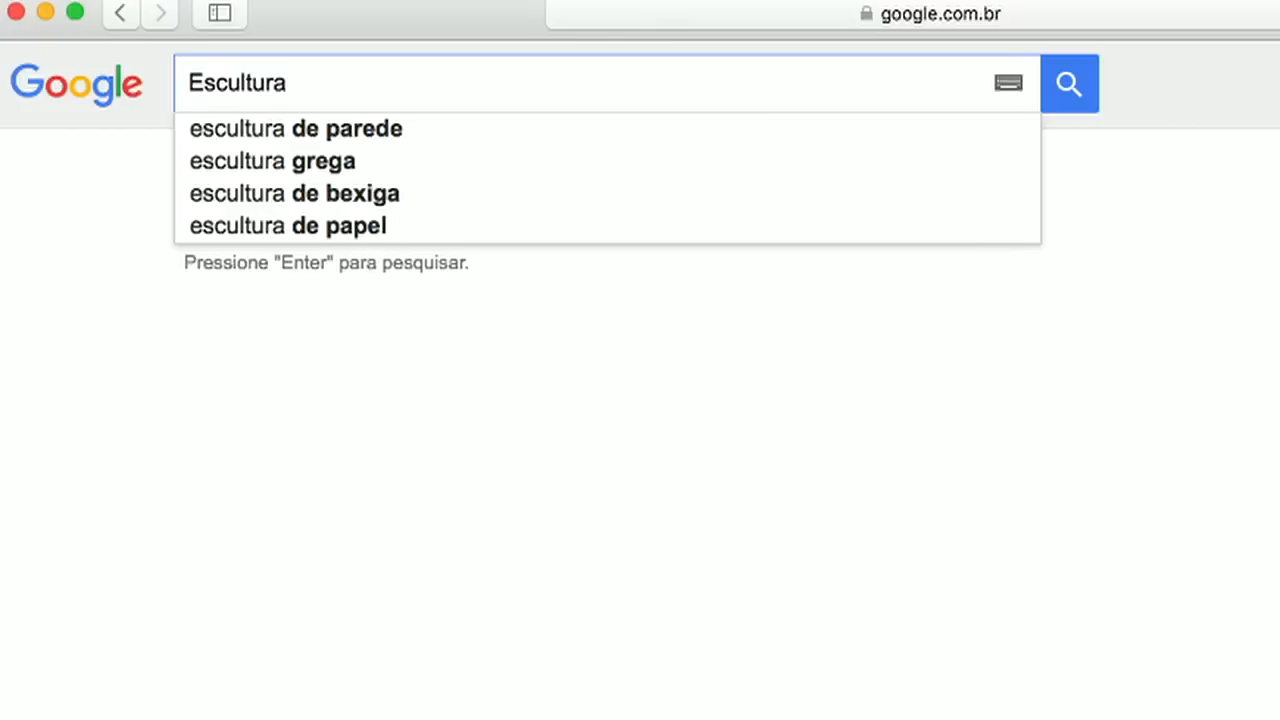 google.com.br
Google
Escultura
escultura de parede
escultura grega
escultura de bexiga
escultura de papel
Pressione "Enter" para pesquisar.